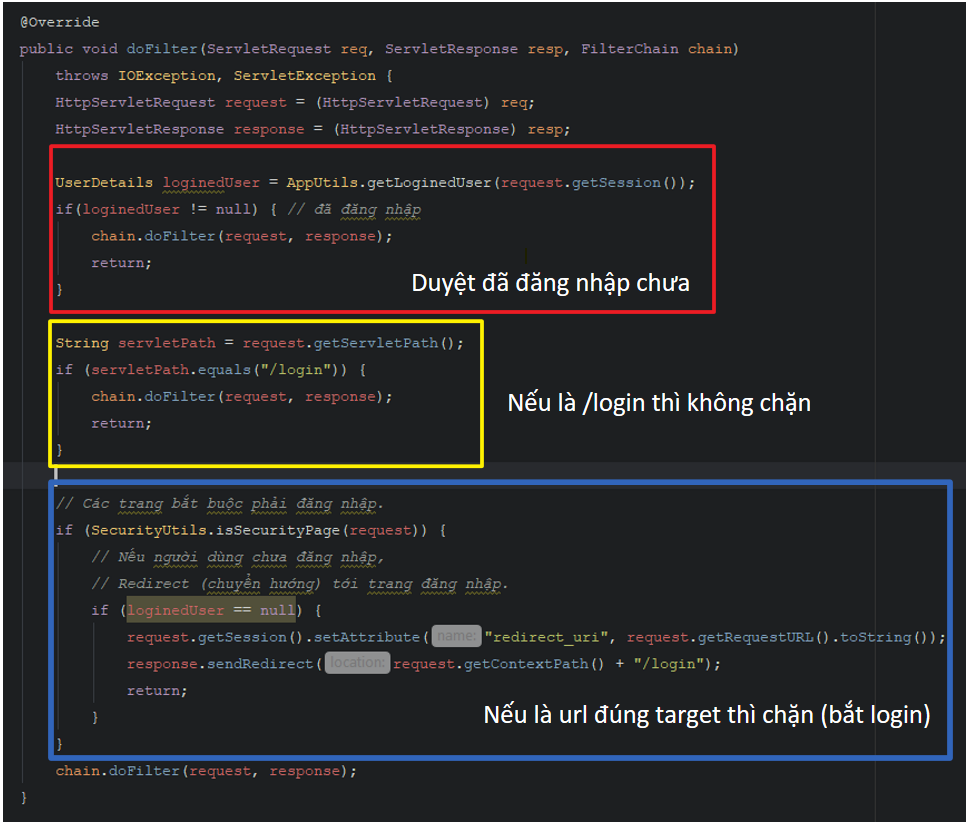 @Override
public void doFilter(ServletRequest req, ServletResponse resp, FilterChain chain)
throws IOException, ServletException {
HttpServletRequest request = (HttpServletRequest) req;
HttpServletResponse response = (HttpServletResponse) resp;
UserDetails loginedUser = AppUtils.getLoginedUser(request.getSession());
if(loginedUser != null) { // đã đăng nhập
chain.doFilter(request, response);
return;
Duyệt đã đăng nhập chưa
}
String servletPath = request.getServletPath();
if (servletPath.equals("/login")) {
chain.doFilter(request, response);
Nếu là /login thì không chặn
return;
}
// Các trang bắt buộc phải đăng nhập.
if (SecurityUtils.isSecurityPage(request)) {
// Nếu người dùng chưa đăng nhập,
// Redirect (chuyển hướng) tới trang đăng nhập.
if (loginedUser == null) {
request.getSession().setAttribute( name: "redirect_uri", request.getRequestURL().toString());
response.sendRedirect( location: request.getContextPath() + "/login");
return;
}
Nếu là url đúng target thì chặn (bắt login)
}
chain.doFilter(request, response);
}